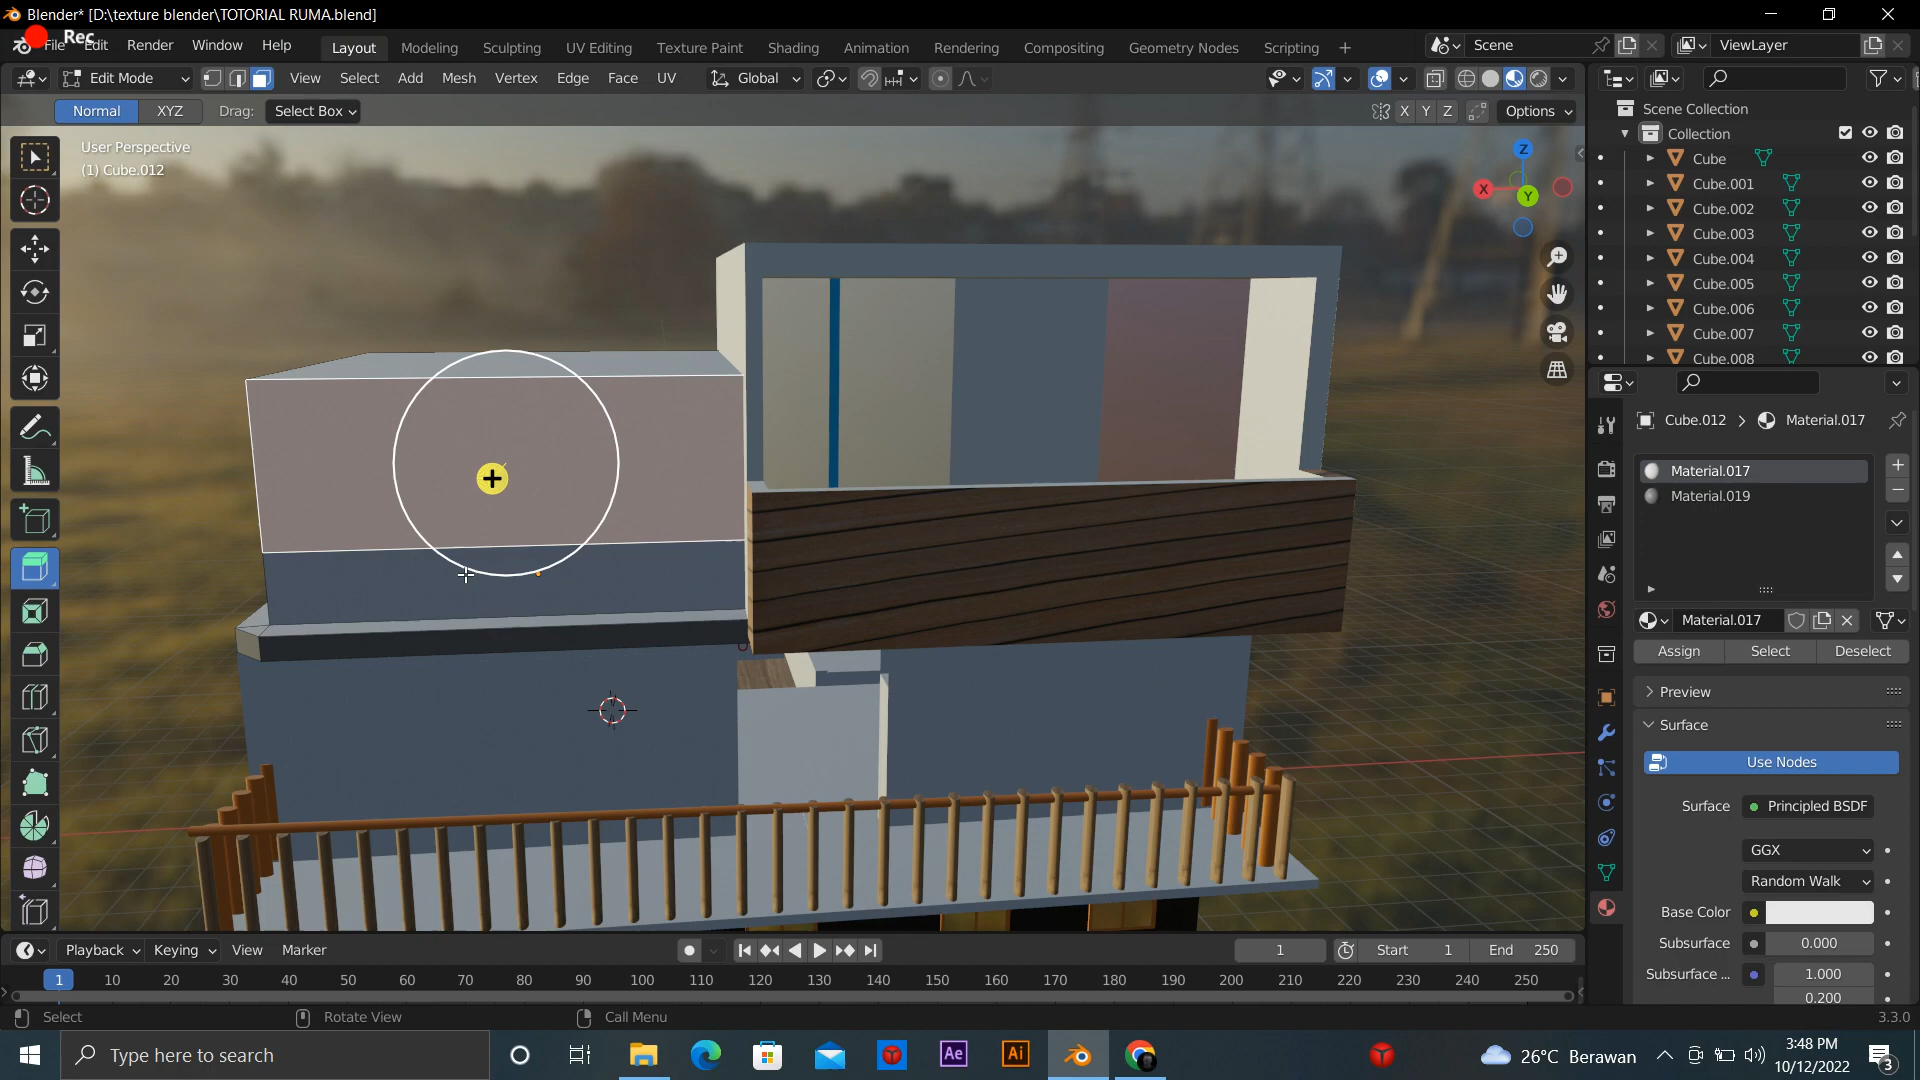 Blender* [D:\texture blender\TOTORIAL RUMA.blend]
Rec
File Edit Render Window Help Layout Modeling Sculpting UV Editing Texture Paint Shading Animation Rendering Compositing Geometry Nodes Scripting + Scene ViewLayer
Edit Mode View Select Add Mesh Vertex Edge Face UV Global
Normal XYZ Drag: Select Box X Y Z Options
User Perspective
(1) Cube.012
Z
X
Y
Scene Collection
Collection
Cube
Cube.001
Cube.002
Cube.003
Cube.004
Cube.005
Cube.006
Cube.007
Cube.008
Cube.012 Material.017
Material.017
Material.019
Material.017
Assign Select Deselect
Preview
Surface
Use Nodes
Surface Principled BSDF
GGX
Random Walk
Base Color
Subsurface 0.000
Subsurface ... 1.000
0.200
Playback Keying View Marker 1 Start 1 End 250
1 10 20 30 40 50 60 70 80 90 100 110 120 130 140 150 160 170 180 190 200 210 220 230 240 250
Select Rotate View Call Menu 3.3.0
Type here to search Ae Ai 26°C Berawan 3:48 PM
10/12/2022 3